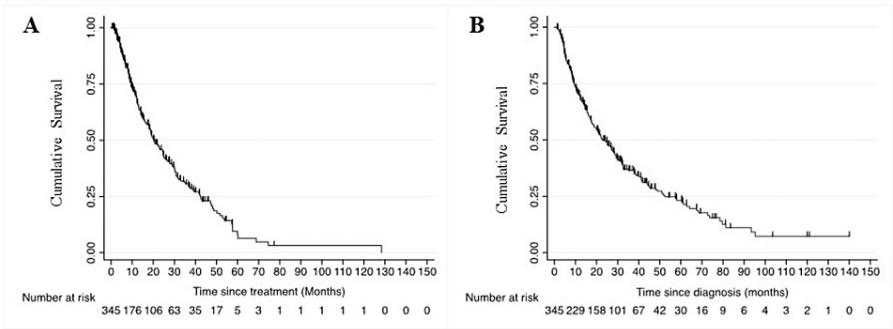 A
Cumulative Survival
1.00
0.75
0.50
0.25
0.00
0 10 20 30 40 50 60 70 80 90 100 110 120 130 140 150
Time since treatment (Months)
Number at risk
345 176 106 63 35 17 5 3 1 1 1 1 1 0 0 0
B
Cumulative Survival
1.00
0.75
0.50
0.25
0.00
0 10 20 30 40 50 60 70 80 90 100 110 120 130 140 150
Time since diagnosis (months)
Number at risk
345 229 158 101 67 42 30 16 9 6 4 3 2 1 0 0